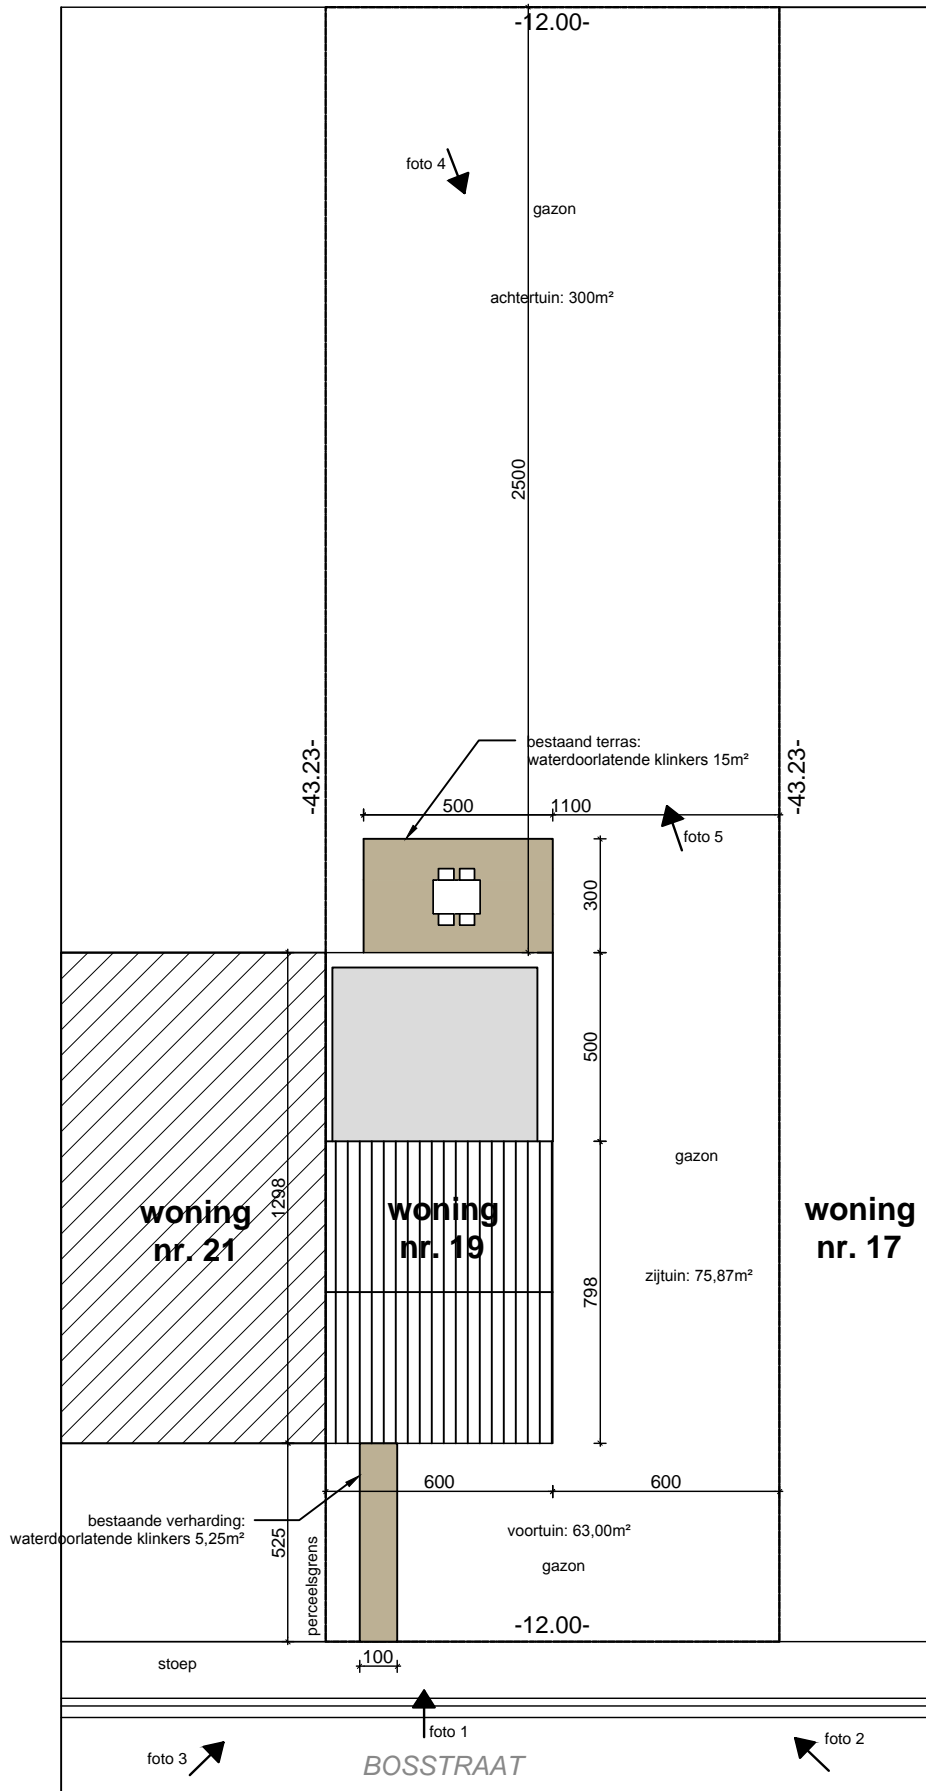 -12.00-
foto 4
gazon
achtertuin: 300m²
2500
-43.23-
-43.23-
bestaand terras:
waterdoorlatende klinkers 15m²
500
1100
foto 5
300
500
gazon
1298
woning
nr. 21
woning
nr. 19
woning
nr. 17
zijtuin: 75,87m²
798
600
600
bestaande verharding:
waterdoorlatende klinkers 5,25m²
525
perceelsgrens
voortuin: 63,00m²
gazon
-12.00-
stoep
100
foto 1
foto 2
foto 3
BOSSTRAAT